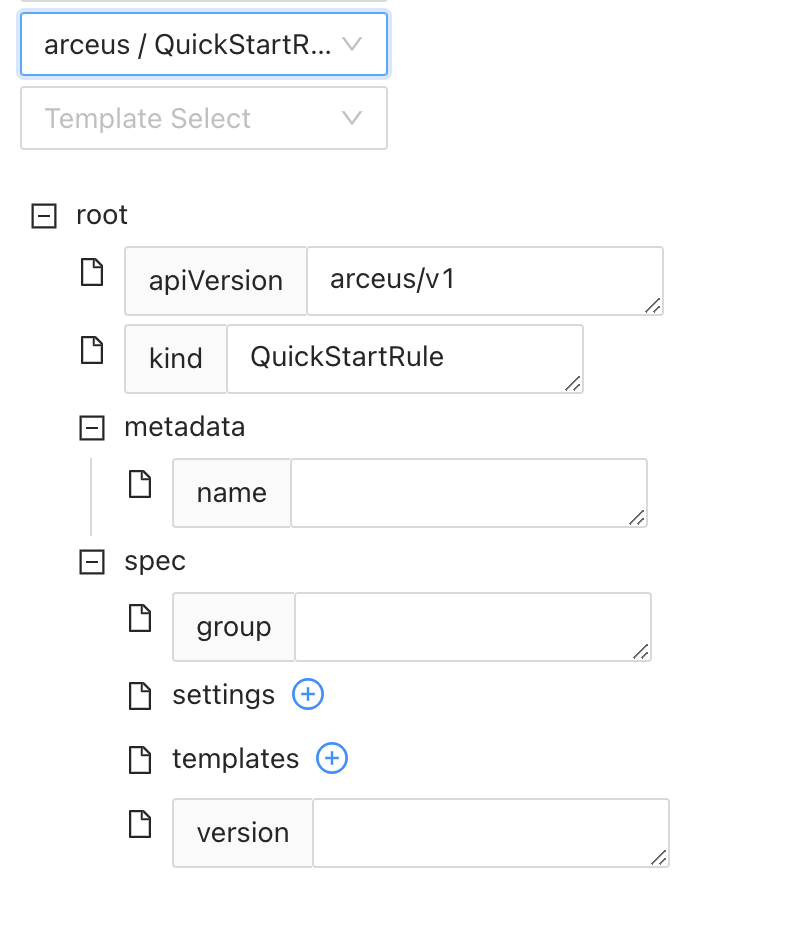 arceus / QuickStartR...
Template Select
root
apiVersion arceus/v1
kind QuickStartRule
metadata
name
spec
group
settings
templates
version